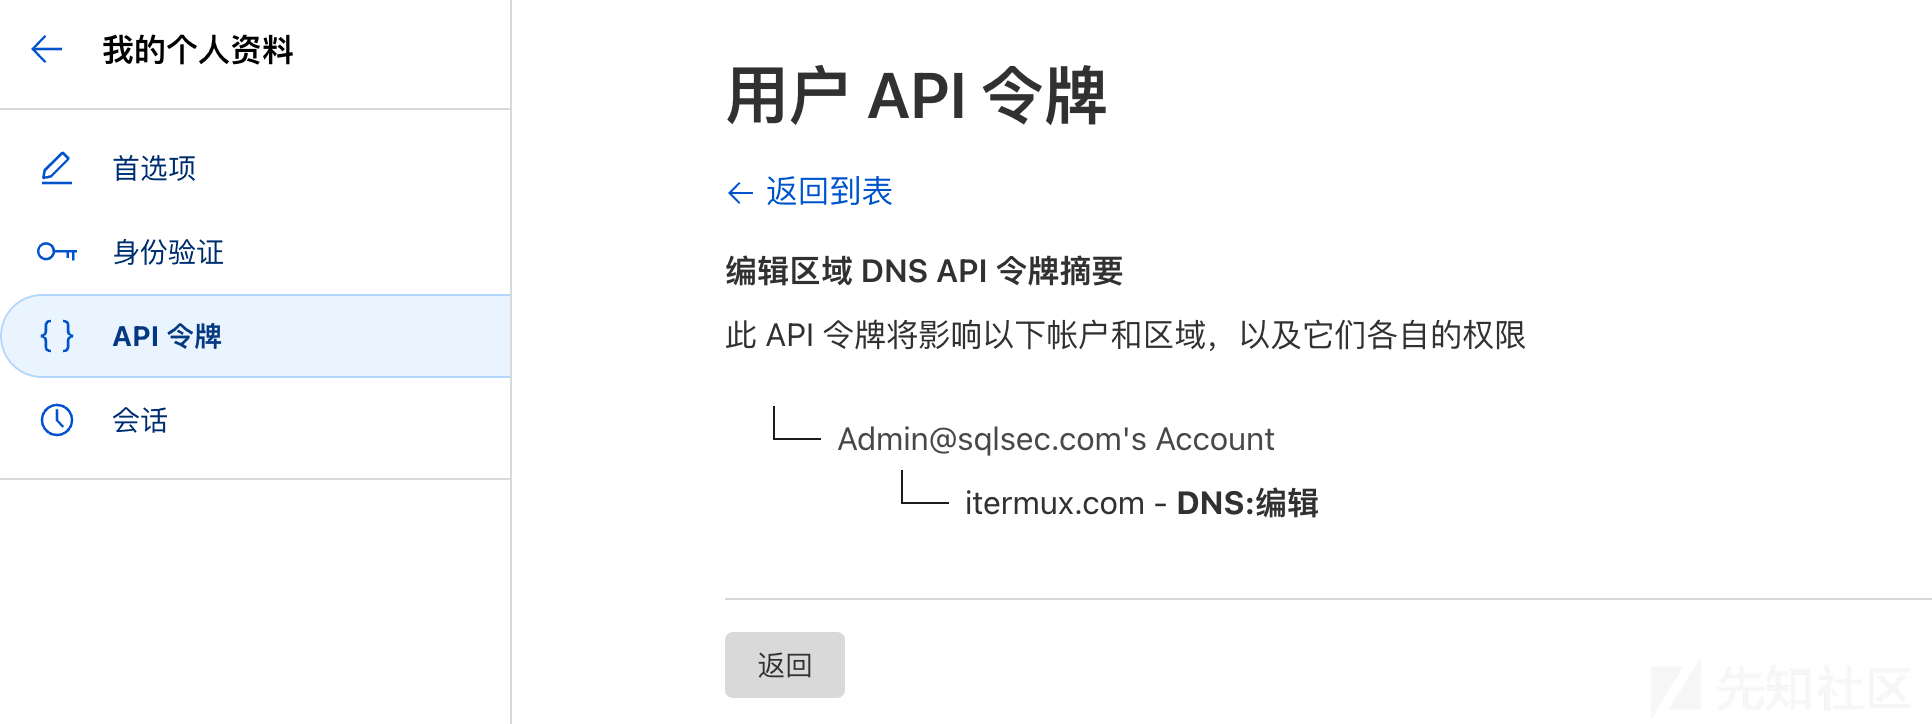 我的个人资料
首选项
身份验证
API 令牌
会话
用户 API 令牌
返回到表
编辑区域 DNS API 令牌摘要
此 API 令牌将影响以下帐户和区域，以及它们各自的权限
Admin@sqlsec.com's Account
itermux.com - DNS:编辑
返回
先知社区